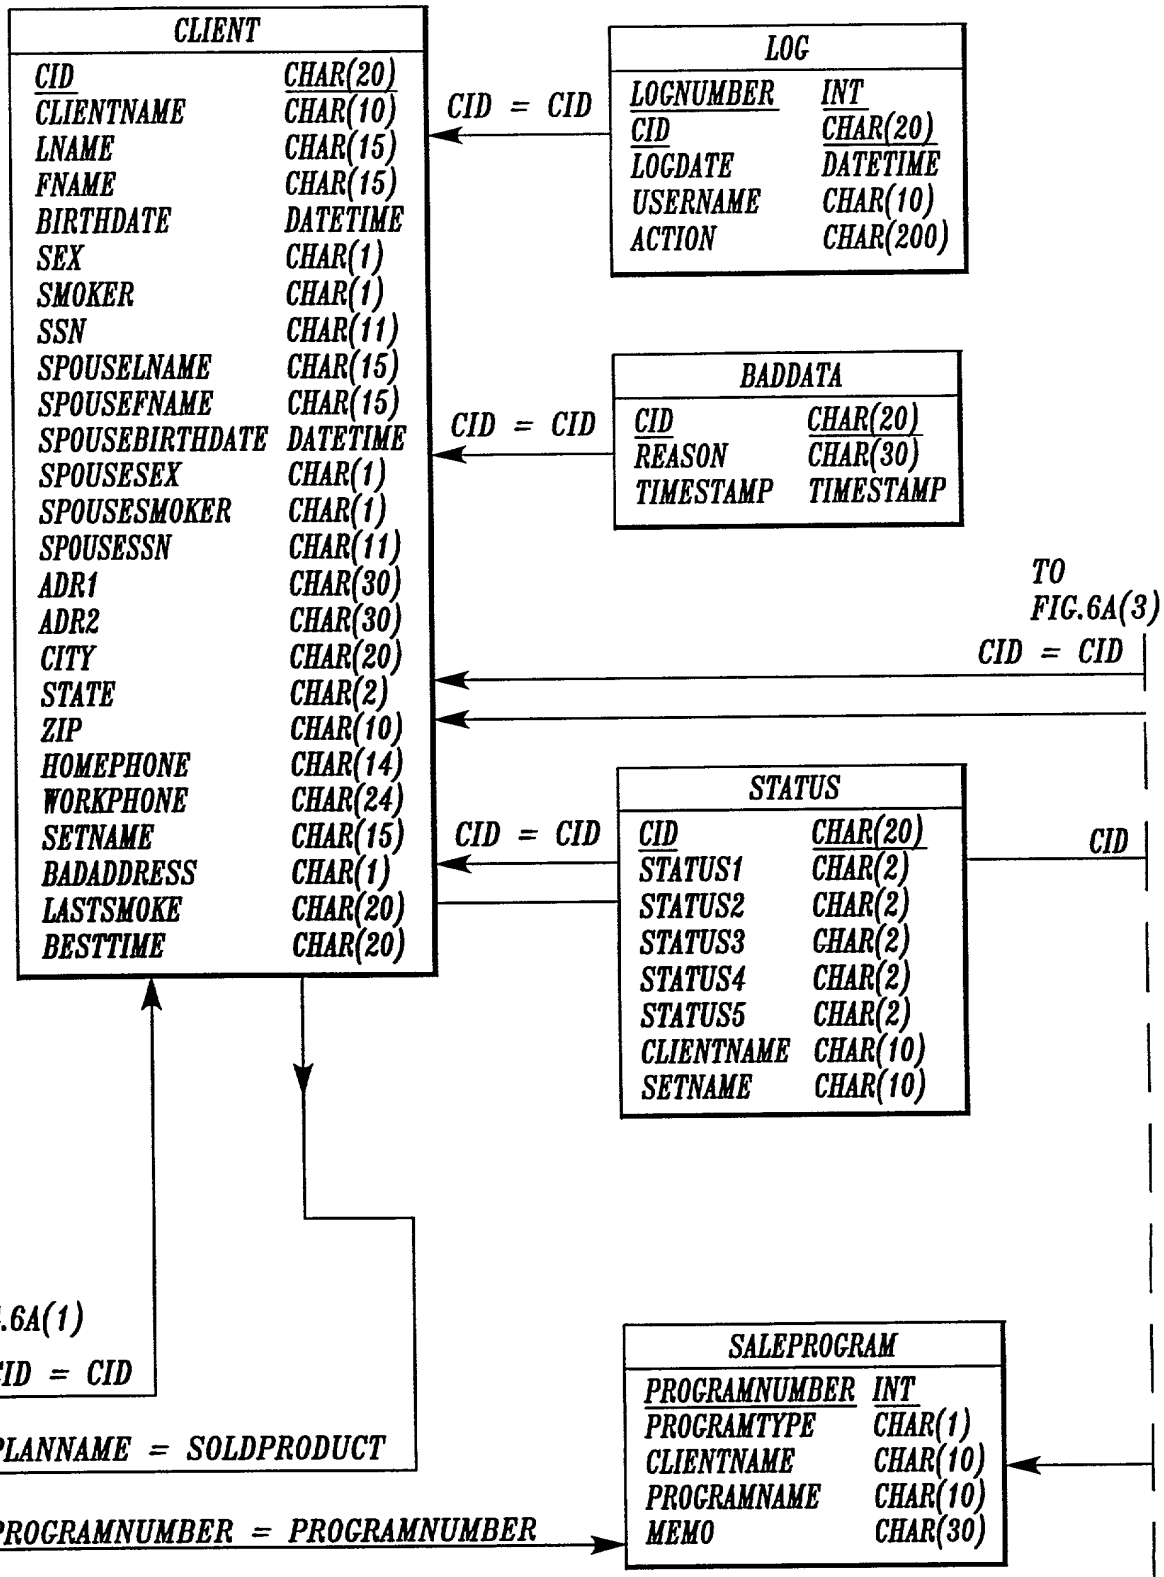 CLIENT
CID CHAR(20)
CLIENTNAME CHAR(10)
LNAME CHAR(15)
FNAME CHAR(15)
BIRTHDATE DATETIME
SEX CHAR(1)
SMOKER CHAR(1)
SSN CHAR(11)
SPOUSELNAME CHAR(15)
SPOUSEFNAME CHAR(15)
SPOUSEBIRTHDATE DATETIME
SPOUSESEX CHAR(1)
SPOUSESMOKER CHAR(1)
SPOUSESSN CHAR(11)
ADR1 CHAR(30)
ADR2 CHAR(30)
CITY CHAR(20)
STATE CHAR(2)
ZIP CHAR(10)
HOMEPHONE CHAR(14)
WORKPHONE CHAR(24)
SETNAME CHAR(15)
BADADDRESS CHAR(1)
LASTSMOKE CHAR(20)
BESTTIME CHAR(20)
CID = CID
LOG
LOGNUMBER INT
CID CHAR(20)
LOGDATE DATETIME
USERNAME CHAR(10)
ACTION CHAR(200)
CID = CID
BADDATA
CID CHAR(20)
REASON CHAR(30)
TIMESTAMP TIMESTAMP
TO
FIG.6A(3)
CID = CID
CID = CID
STATUS
CID CHAR(20)
STATUS1 CHAR(2)
STATUS2 CHAR(2)
STATUS3 CHAR(2)
STATUS4 CHAR(2)
STATUS5 CHAR(2)
CLIENTNAME CHAR(10)
SETNAME CHAR(10)
CID
.6A(1)
CID = CID
PLANNAME = SOLDPRODUCT
PROGRAMNUMBER = PROGRAMNUMBER
SALEPROGRAM
PROGRAMNUMBER INT
PROGRAMTYPE CHAR(1)
CLIENTNAME CHAR(10)
PROGRAMNAME CHAR(10)
MEMO CHAR(30)